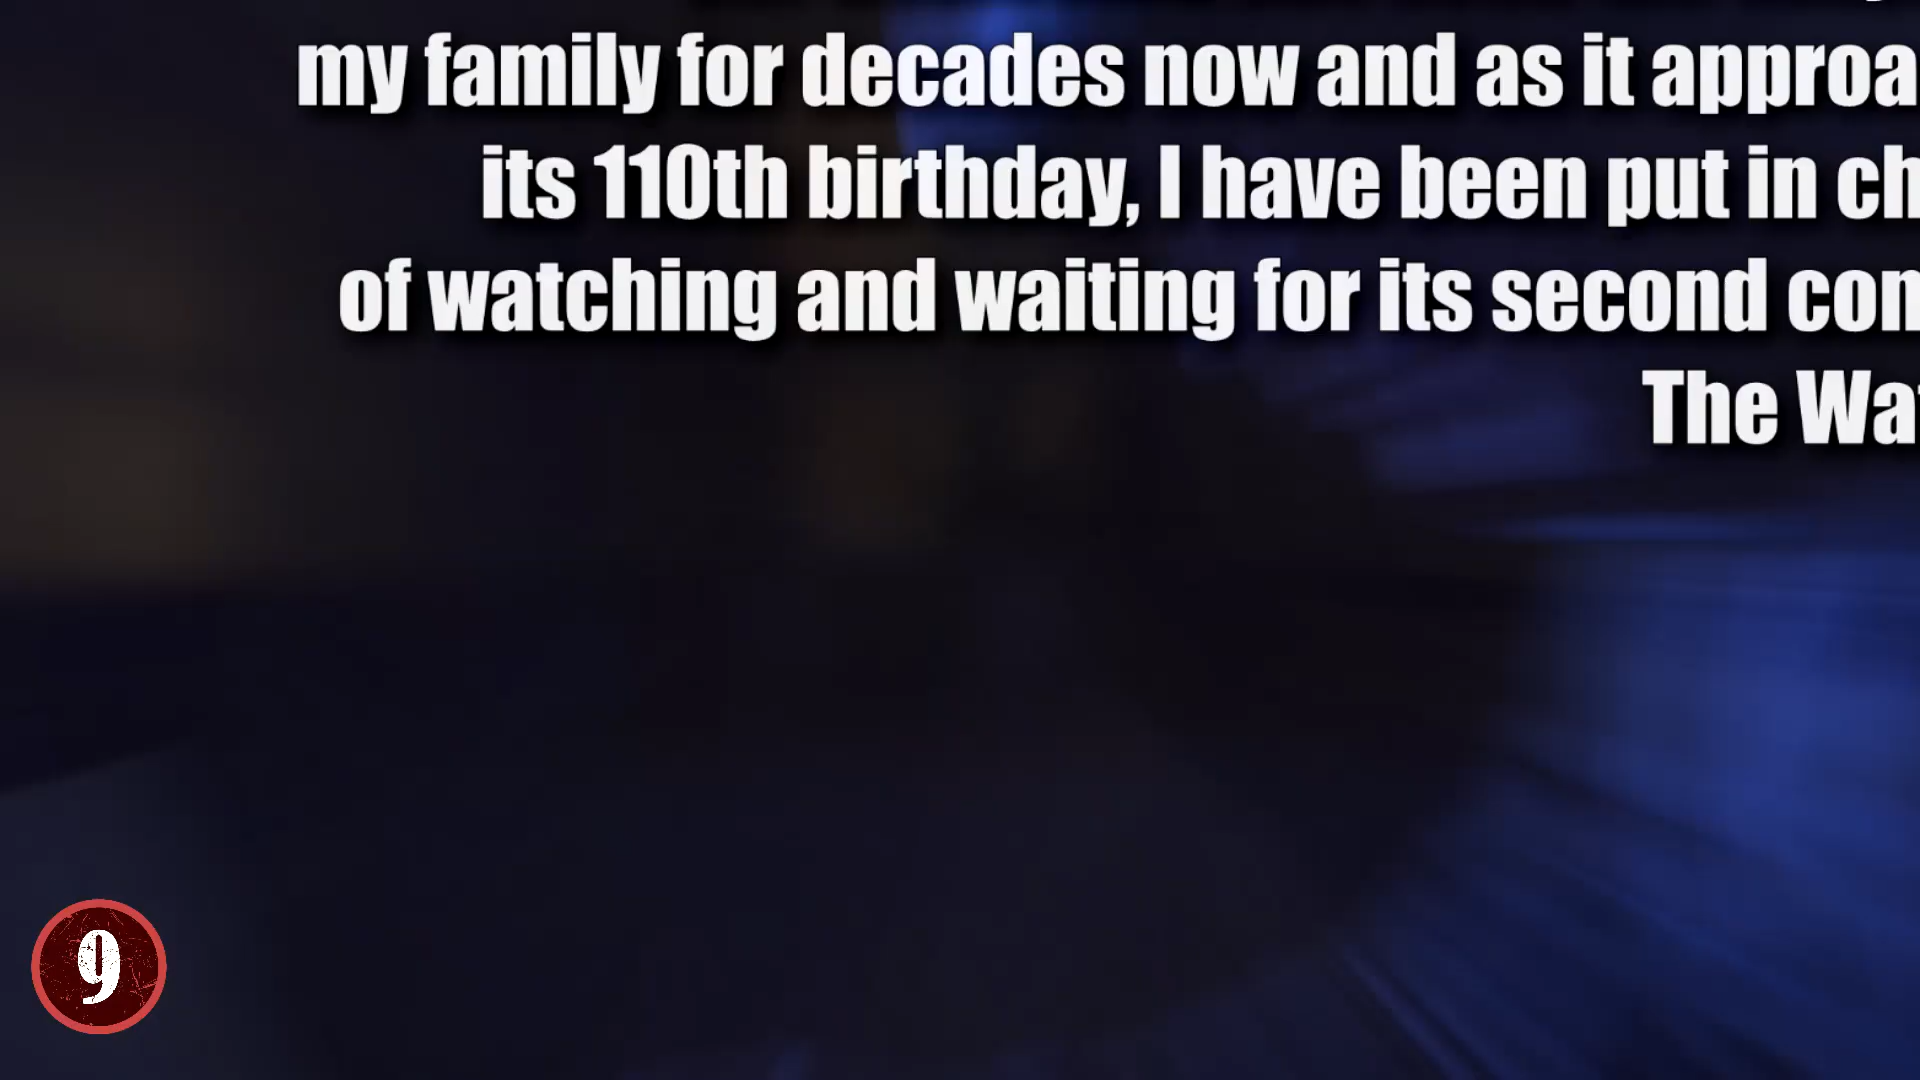 my family for decades now and as it approa
its 110th birthday, I have been put in ch
of watching and waiting for its second con
The Wat
9